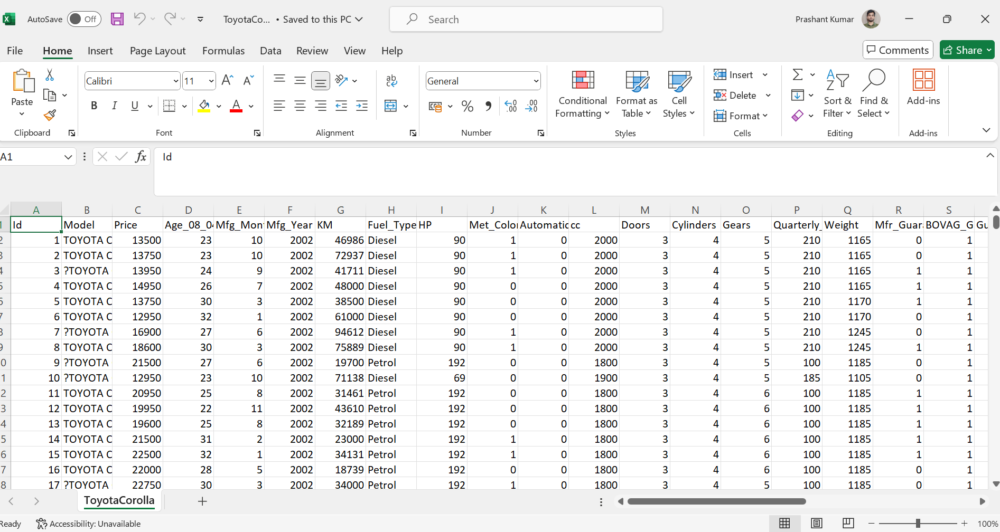 AutoSave Off ToyotaCo... • Saved to this PC Search Prashant Kumar
File Home Insert Page Layout Formulas Data Review View Help Comments Share
Paste Calibri 11 General Conditional Formatting Format as Table Cell Styles Insert Delete Format Sort & Filter Find & Select Add-ins
B I U A % 
Clipboard Font Alignment Number Styles Cells Editing Add-ins
A1 fx Id
A B C D E F G H I J K L M N O P Q R S
1 Id Model Price Age_08_04 Mfg_Mon Mfg_Year KM Fuel_Type HP Met_Color Automatic cc Doors Cylinders Gears Quarterly_ Weight Mfr_Guar BOVAG_G Gu
2 1 TOYOTA C 13500 23 10 2002 46986 Diesel 90 1 0 2000 3 4 5 210 1165 0 1
3 2 TOYOTA C 13750 23 10 2002 72937 Diesel 90 1 0 2000 3 4 5 210 1165 0 1
4 3 ?TOYOTA 13950 24 9 2002 41711 Diesel 90 1 0 2000 3 4 5 210 1165 1 1
5 4 TOYOTA C 14950 26 7 2002 48000 Diesel 90 0 0 2000 3 4 5 210 1165 1 1
6 5 TOYOTA C 13750 30 3 2002 38500 Diesel 90 0 0 2000 3 4 5 210 1170 1 1
7 6 TOYOTA C 12950 32 1 2002 61000 Diesel 90 0 0 2000 3 4 5 210 1170 0 1
8 7 ?TOYOTA 16900 27 6 2002 94612 Diesel 90 1 0 2000 3 4 5 210 1245 0 1
9 8 TOYOTA C 18600 30 3 2002 75889 Diesel 90 1 0 2000 3 4 5 210 1245 1 1
0 9 ?TOYOTA 21500 27 6 2002 19700 Petrol 192 0 0 1800 3 4 5 100 1185 0 1
1 10 ?TOYOTA 12950 23 10 2002 71138 Diesel 69 0 0 1900 3 4 5 185 1105 0 1
2 11 TOYOTA C 20950 25 8 2002 31461 Petrol 192 0 0 1800 3 4 6 100 1185 1 1
3 12 TOYOTA C 19950 22 11 2002 43610 Petrol 192 0 0 1800 3 4 6 100 1185 1 1
4 13 TOYOTA C 19600 25 8 2002 32189 Petrol 192 0 0 1800 3 4 6 100 1185 1 1
5 14 TOYOTA C 21500 31 2 2002 23000 Petrol 192 1 0 1800 3 4 6 100 1185 1 1
6 15 TOYOTA C 22500 32 1 2002 34131 Petrol 192 1 0 1800 3 4 6 100 1185 1 1
7 16 TOYOTA C 22000 28 5 2002 18739 Petrol 192 0 0 1800 3 4 6 100 1185 0 1
8 17 ?TOYOTA 22750 30 3 2002 34000 Petrol 192 1 0 1800 3 4 5 100 1185 0 1
ToyotaCorolla
Ready Accessibility: Unavailable 100%